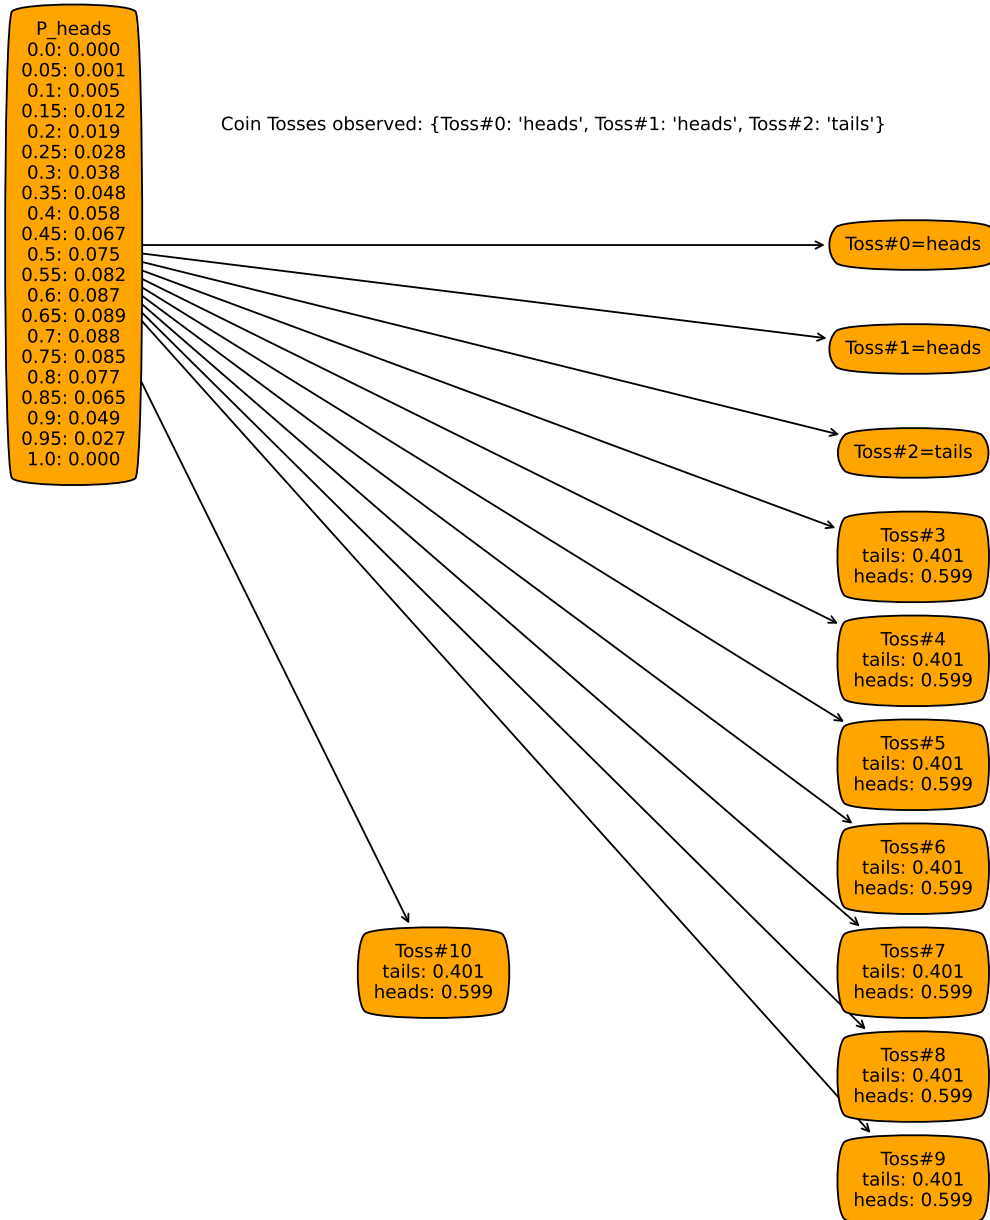 P_heads
0.0: 0.000
0.05: 0.001
0.1: 0.005
0.15: 0.012
0.2: 0.019
0.25: 0.028
0.3: 0.038
0.35: 0.048
0.4: 0.058
0.45: 0.067
0.5: 0.075
0.55: 0.082
0.6: 0.087
0.65: 0.089
0.7: 0.088
0.75: 0.085
0.8: 0.077
0.85: 0.065
0.9: 0.049
0.95: 0.027
1.0: 0.000
Coin Tosses observed: {Toss#0: 'heads', Toss#1: 'heads', Toss#2: 'tails'}
Toss#0=heads
Toss#1=heads
Toss#2=tails
Toss#3
tails: 0.401
heads: 0.599
Toss#4
tails: 0.401
heads: 0.599
Toss#5
tails: 0.401
heads: 0.599
Toss#6
tails: 0.401
heads: 0.599
Toss#10
tails: 0.401
heads: 0.599
Toss#7
tails: 0.401
heads: 0.599
Toss#8
tails: 0.401
heads: 0.599
Toss#9
tails: 0.401
heads: 0.599